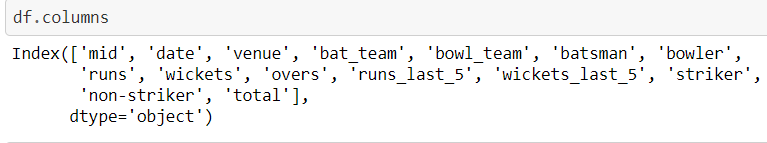 df.columns
Index(['mid', 'date', 'venue', 'bat_team', 'bowl_team', 'batsman', 'bowler',
'runs', 'wickets', 'overs', 'runs_last_5', 'wickets_last_5', 'striker',
'non-striker', 'total'],
dtype='object')